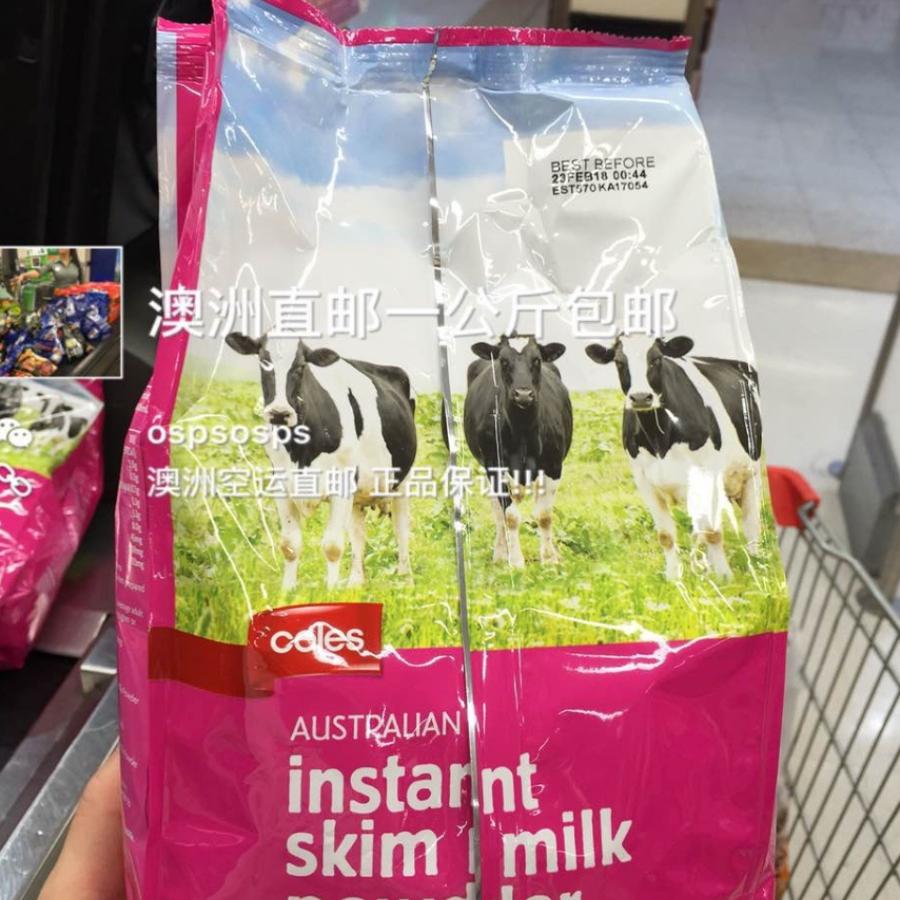 BEST BEFORE
23FEB18 00:44
EST570 KA17054
澳洲直邮一公斤包邮
ospsosps
澳洲空运直邮 正品保证!!!
coles
AUSTRALIAN
instant
skim milk
powder